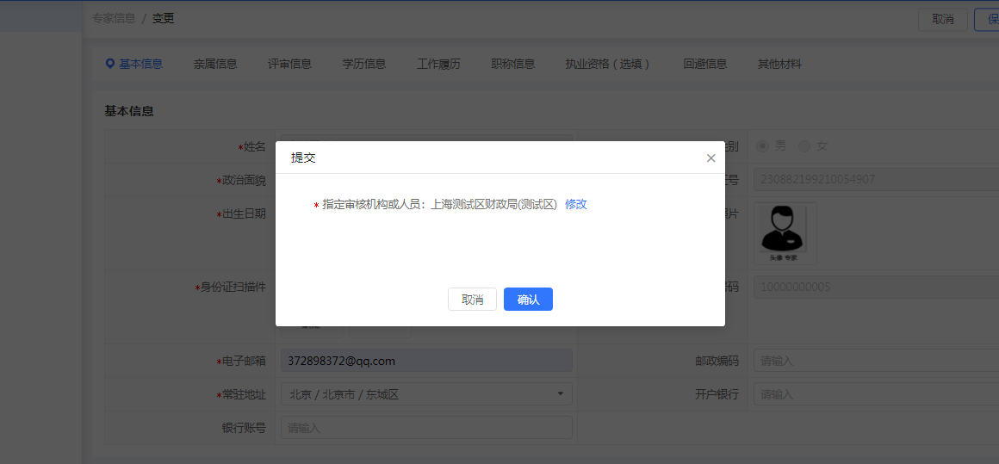 专家信息 / 变更
取消
基本信息 亲属信息 评审信息 学历信息 工作履历 职称信息 执业资格（选填） 回避信息 其他材料
基本信息
*姓名
男 女
*政治面貌
230882199210054907
*出生日期
头像 专家
*身份证扫描件
10000000005
提交
* 指定审核机构或人员：上海测试区财政局(测试区) 修改
取消 确认
*电子邮箱 372898372@qq.com 邮政编码 请输入
*常驻地址 北京 / 北京市 / 东城区 开户银行 请输入
银行账号 请输入